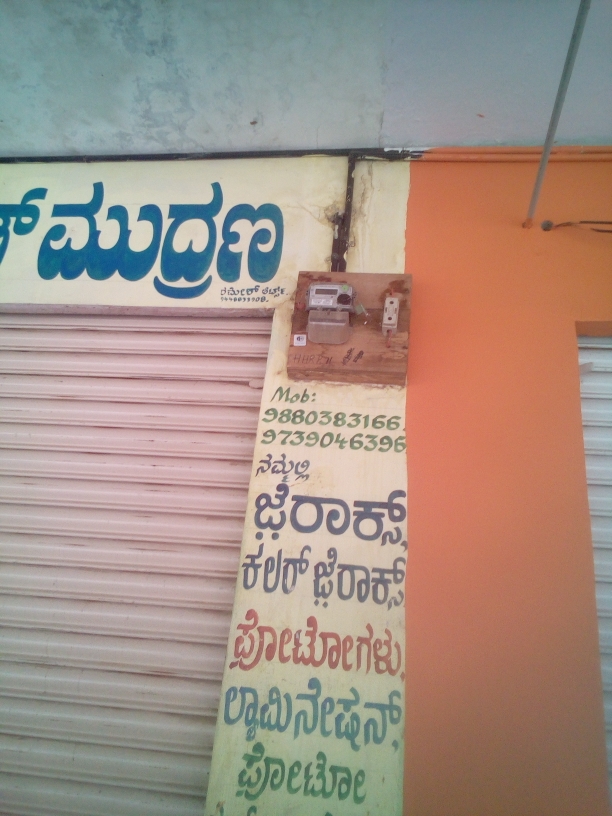 ಮುದ್ರಣ
Mob:
9880383166
9739046396
ನಮ್ಮಲ್ಲಿ
ಜೆರಾಕ್ಸ್,
ಕಲರ್ ಜೆರಾಕ್ಸ್
ಫೋಟೋಗಳು,
ಲ್ಯಾಮಿನೇಷನ್,
ಫೋಟೋ